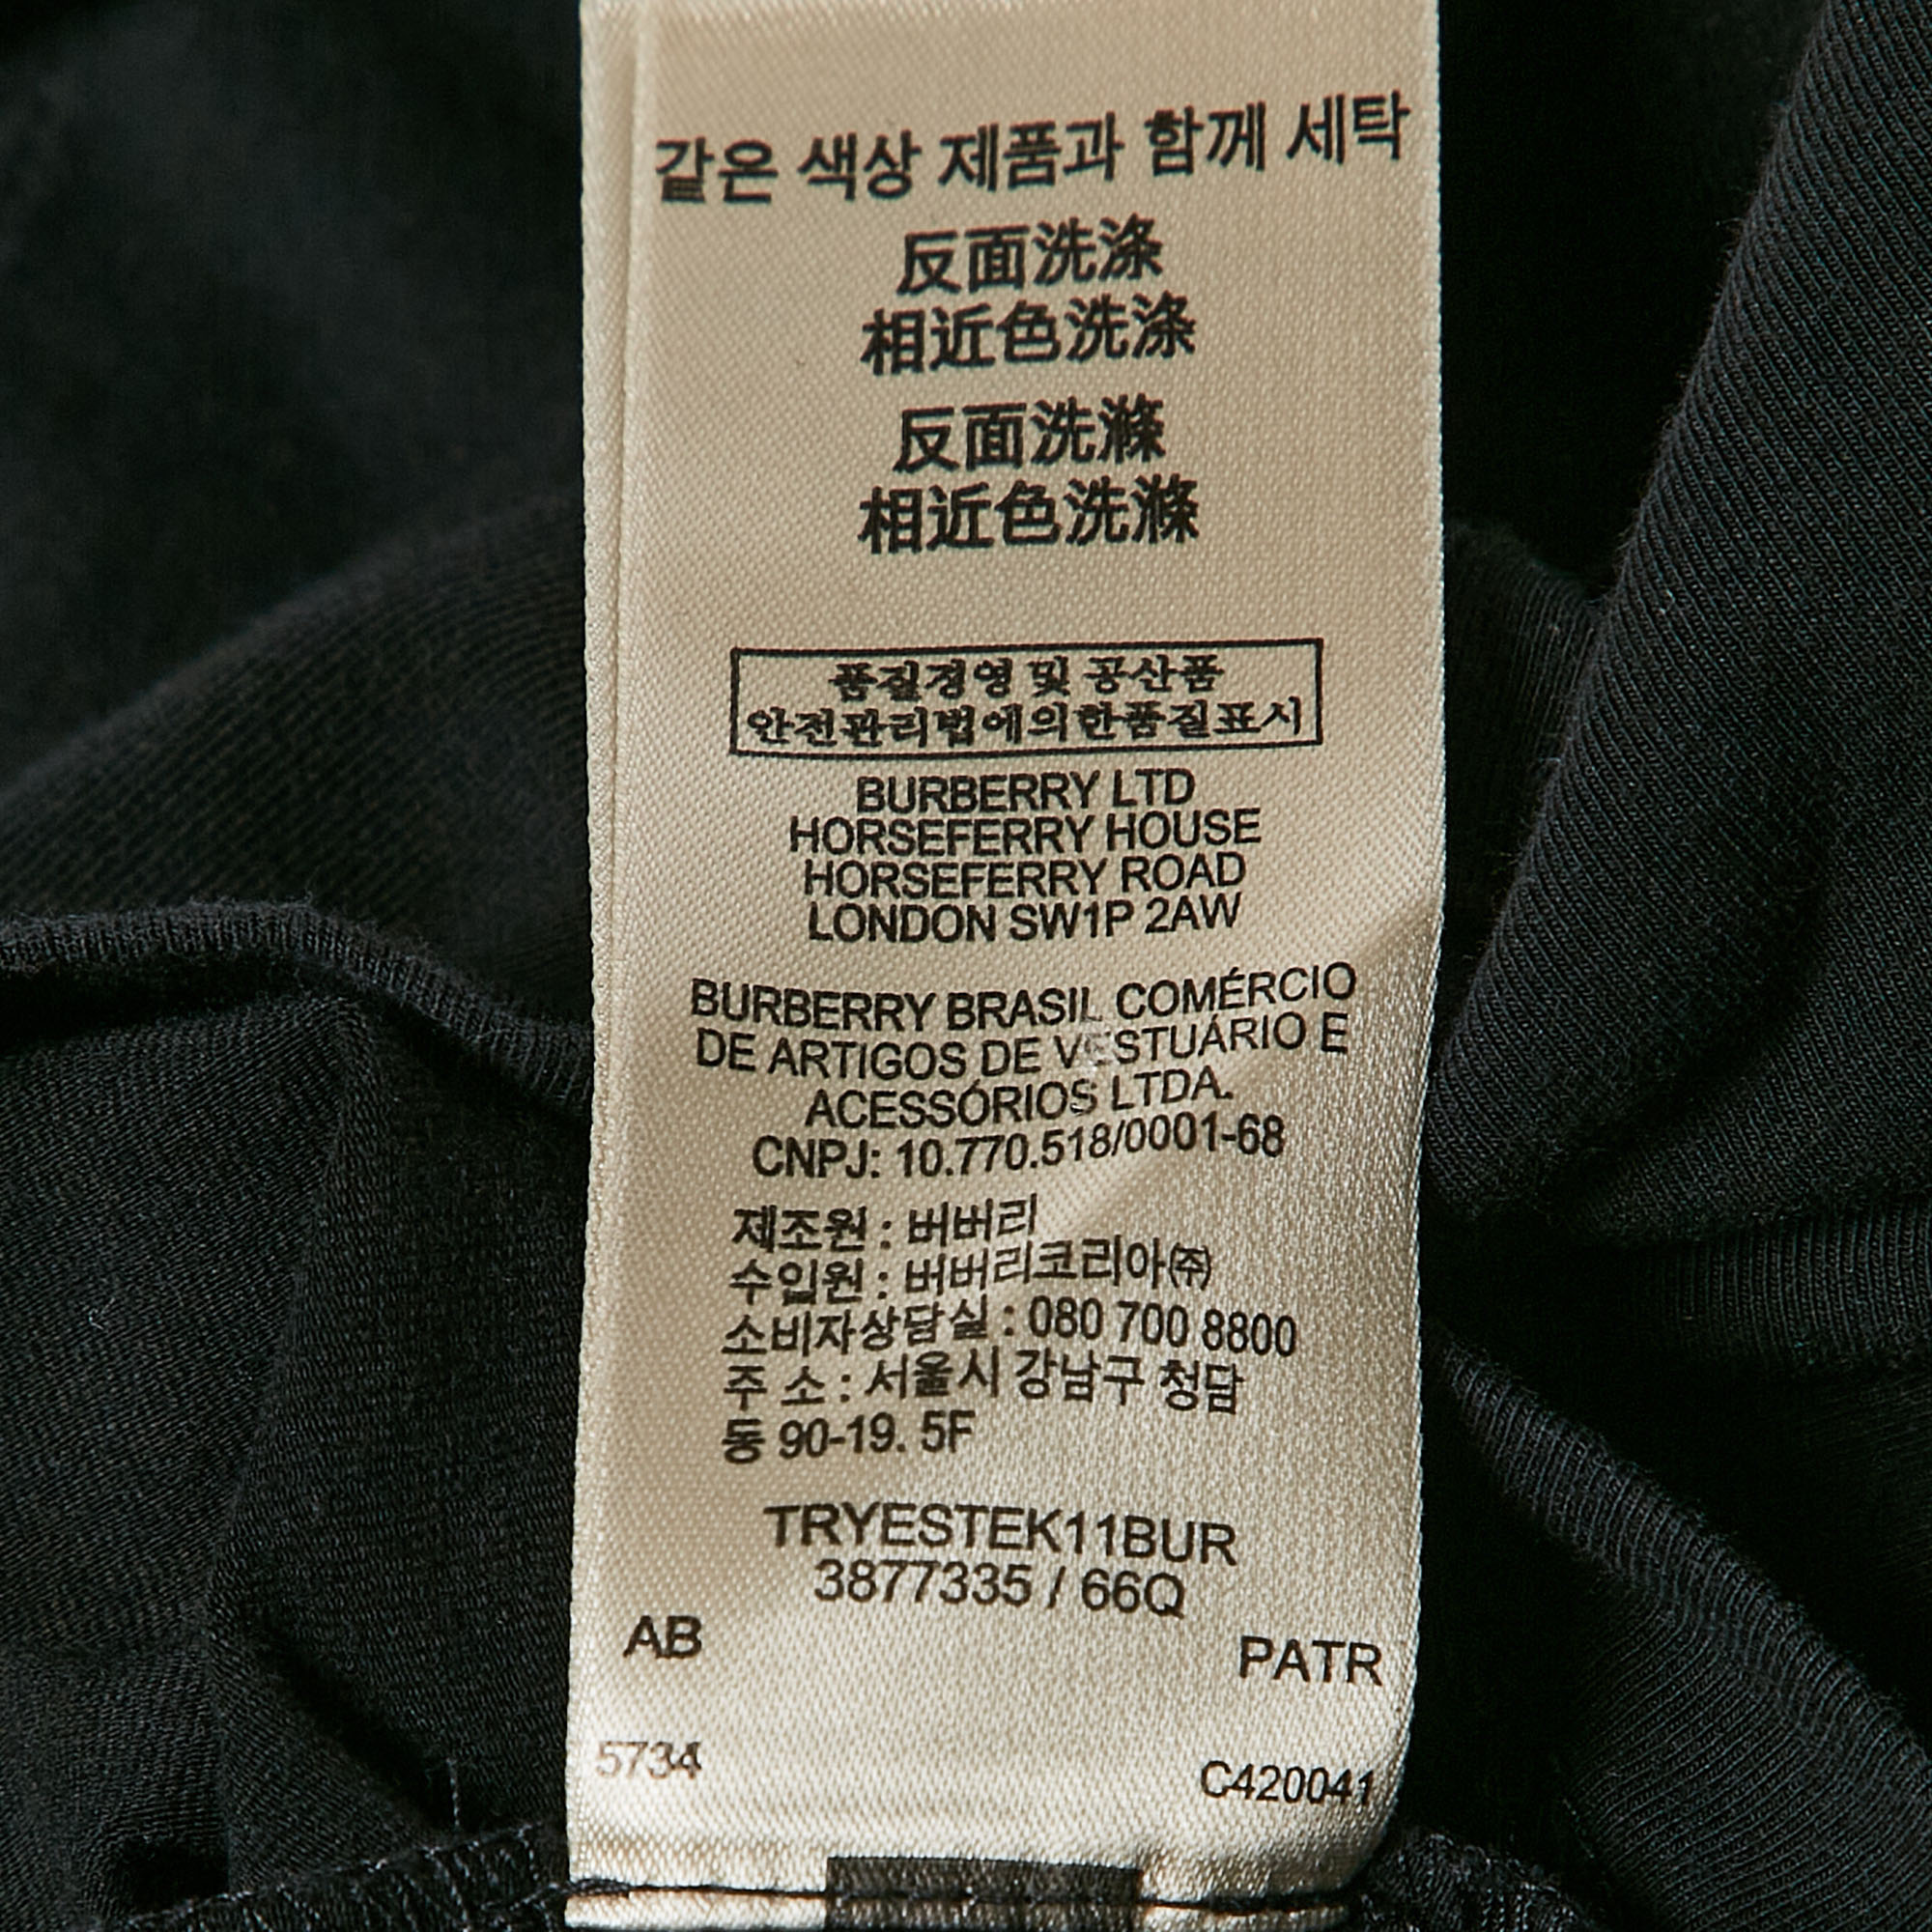 같은 색상 제품과 함께 세탁
反面洗涤
相近色洗涤
反面洗滌
相近色洗滌
품질경영 및 공산품
안전관리법에의한품질표시
BURBERRY LTD
HORSEFERRY HOUSE
HORSEFERRY ROAD
LONDON SW1P 2AW
BURBERRY BRASIL COMÉRCIO
DE ARTIGOS DE VESTUÁRIO E
ACESSÓRIOS LTDA.
CNPJ: 10.770.518/0001-68
제조원 : 버버리
수입원 : 버버리코리아㈜
소비자상담실 : 080 700 8800
주 소 : 서울시 강남구 청담
동 90-19. 5F
TRYESTEK11BUR
3877335 / 66Q
AB PATR
5734 C420041